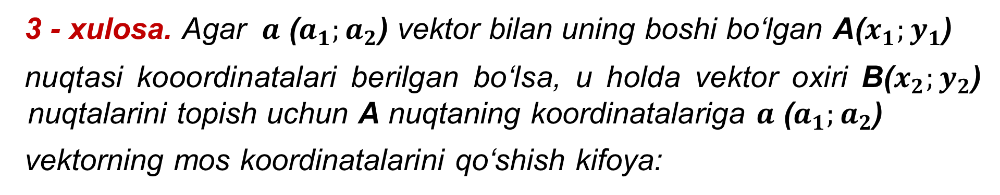 3 - xulosa. Agar a (a₁; a₂) vektor bilan uning boshi bo‘lgan A(x₁; y₁)
nuqtasi kooordinatalari berilgan bo‘lsa, u holda vektor oxiri B(x₂; y₂)
nuqtalarini topish uchun A nuqtaning koordinatalariga a (a₁; a₂)
vektorning mos koordinatalarini qo‘shish kifoya: